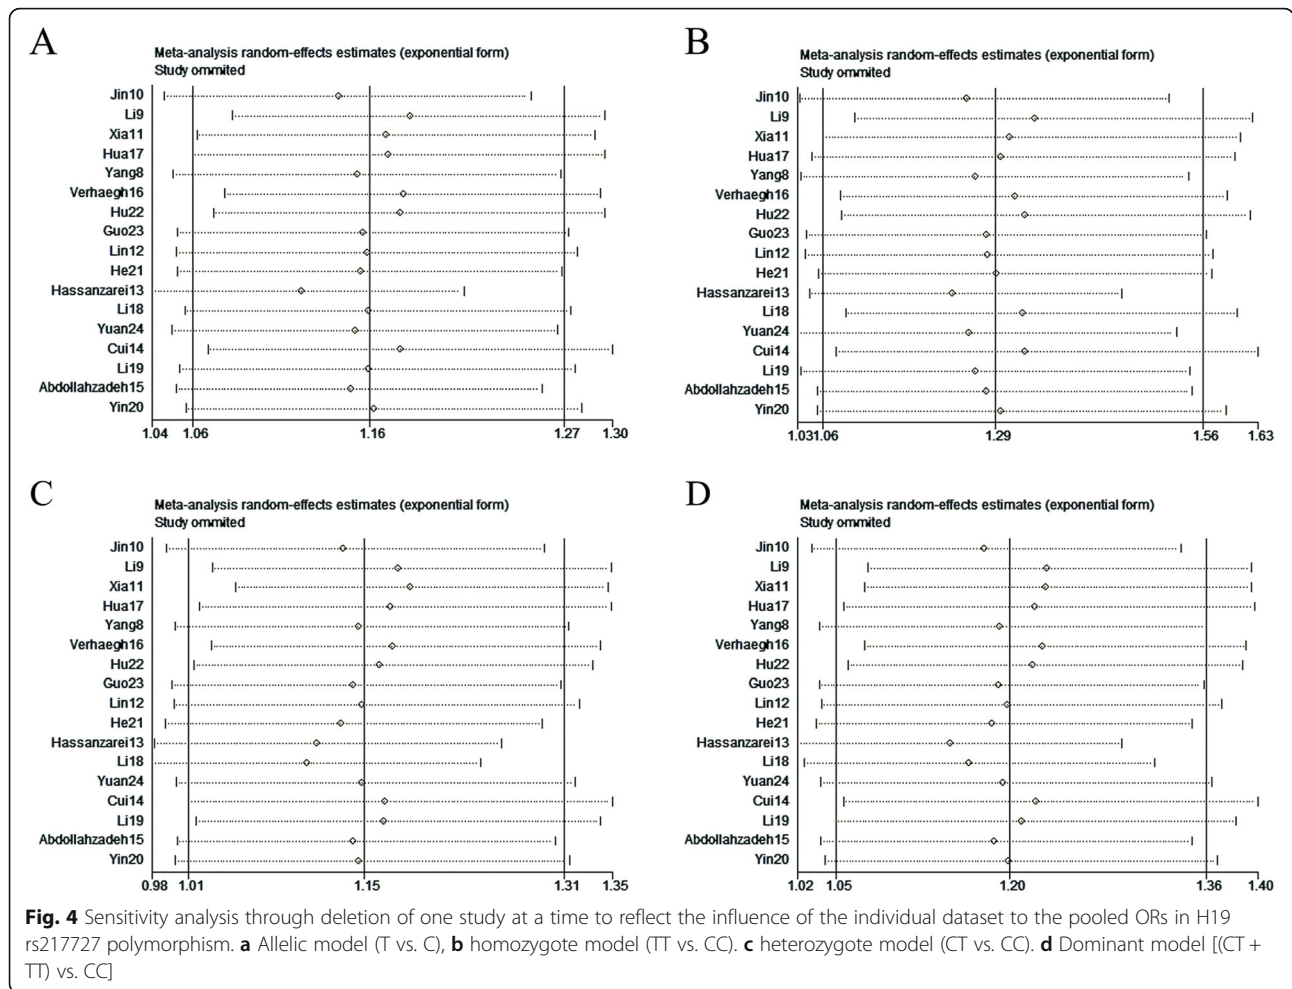 A
Meta-analysis random-effects estimates (exponential form)
Study ommited
Jin10
Li9
Xia11
Hua17
Yang8
Verhaegh16
Hu22
Guo23
Lin12
He21
Hassanzarei13
Li18
Yuan24
Cui14
Li19
Abdollahzadeh15
Yin20
1.04 1.06 1.16 1.27 1.30
B
Meta-analysis random-effects estimates (exponential form)
Study ommited
Jin10
Li9
Xia11
Hua17
Yang8
Verhaegh16
Hu22
Guo23
Lin12
He21
Hassanzarei13
Li18
Yuan24
Cui14
Li19
Abdollahzadeh15
Yin20
1.03 1.06 1.29 1.56 1.63
C
Meta-analysis random-effects estimates (exponential form)
Study ommited
Jin10
Li9
Xia11
Hua17
Yang8
Verhaegh16
Hu22
Guo23
Lin12
He21
Hassanzarei13
Li18
Yuan24
Cui14
Li19
Abdollahzadeh15
Yin20
0.98 1.01 1.15 1.31 1.35
D
Meta-analysis random-effects estimates (exponential form)
Study ommited
Jin10
Li9
Xia11
Hua17
Yang8
Verhaegh16
Hu22
Guo23
Lin12
He21
Hassanzarei13
Li18
Yuan24
Cui14
Li19
Abdollahzadeh15
Yin20
1.02 1.05 1.20 1.36 1.40
Fig. 4 Sensitivity analysis through deletion of one study at a time to reflect the influence of the individual dataset to the pooled ORs in H19
rs217727 polymorphism. a Allelic model (T vs. C), b homozygote model (TT vs. CC). c heterozygote model (CT vs. CC). d Dominant model [(CT +
TT) vs. CC]